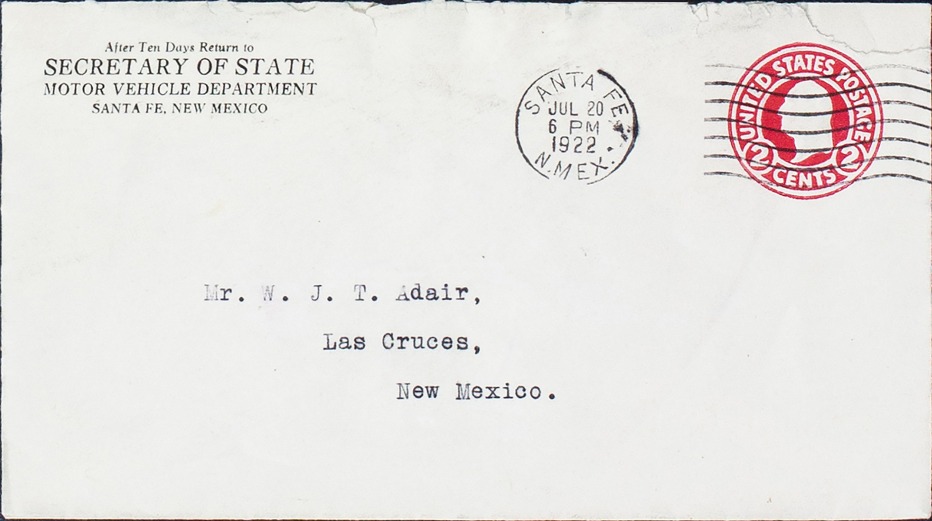 After Ten Days Return to
SECRETARY OF STATE
MOTOR VEHICLE DEPARTMENT
SANTA FE, NEW MEXICO
SANTA FE
JUL 20
6 PM
1922
N.MEX.
UNITED STATES POSTAGE
2 CENTS 2
Mr. W. J. T. Adair,
Las Cruces,
New Mexico.